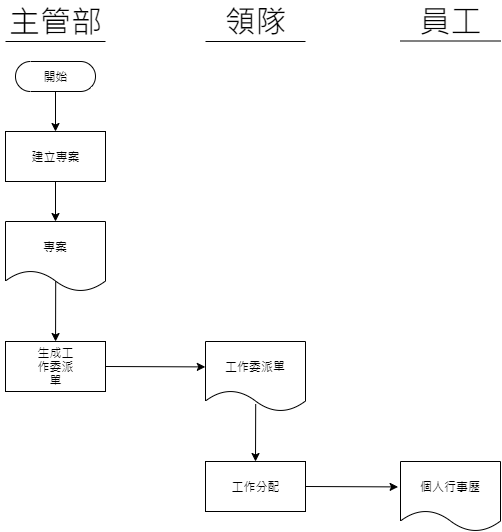 主管部
領隊
員工
開始
建立專案
專案
生成工
作委派
單
工作委派單
工作分配
個人行事歷